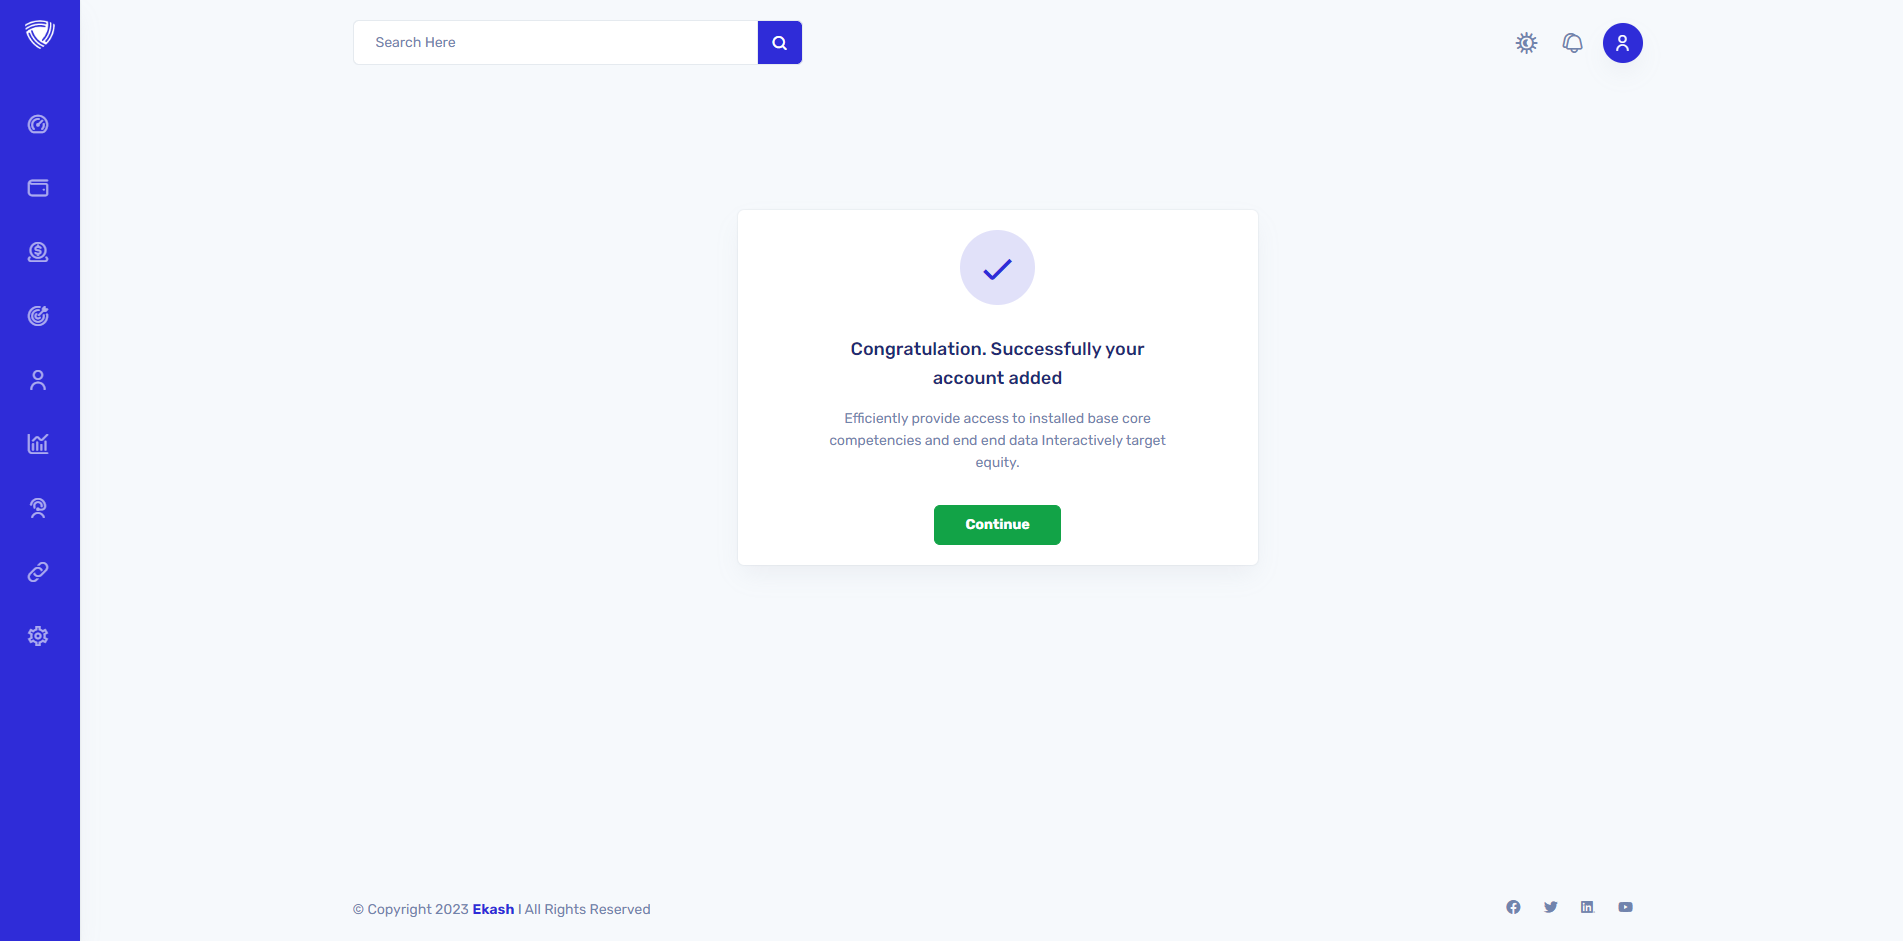 Search Here
Congratulation. Successfully your
account added
Efficiently provide access to installed base core
competencies and end end data Interactively target
equity.
Continue
© Copyright 2023 Ekash I All Rights Reserved